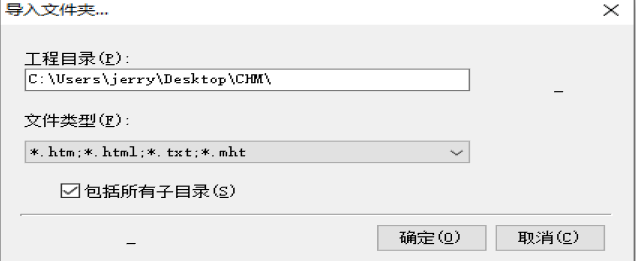 导入文件夹...
工程目录(P):
C:\Users\jerry\Desktop\CHM\
文件类型(F):
*.htm;*.html;*.txt;*.mht
包括所有子目录(S)
确定(O) 取消(C)